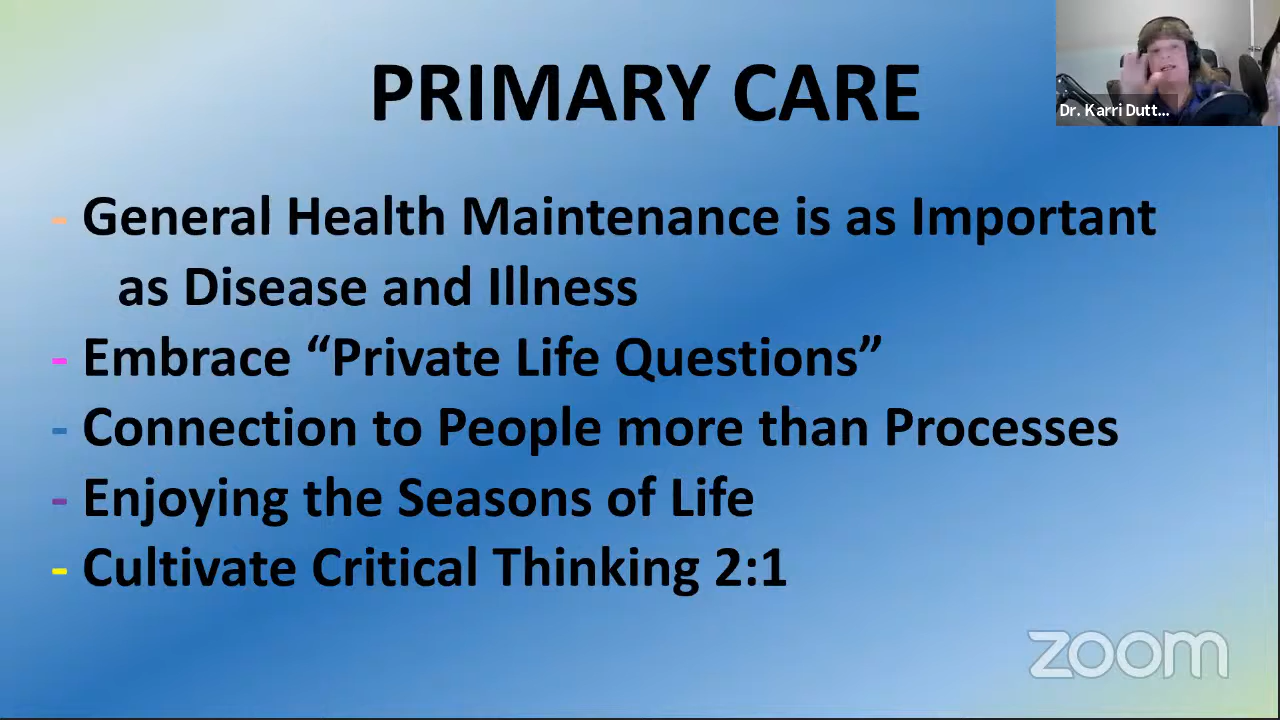 PRIMARY CARE
Dr. Karri Dutt...
- General Health Maintenance is as Important
as Disease and Illness
- Embrace “Private Life Questions”
- Connection to People more than Processes
- Enjoying the Seasons of Life
- Cultivate Critical Thinking 2:1
zoom